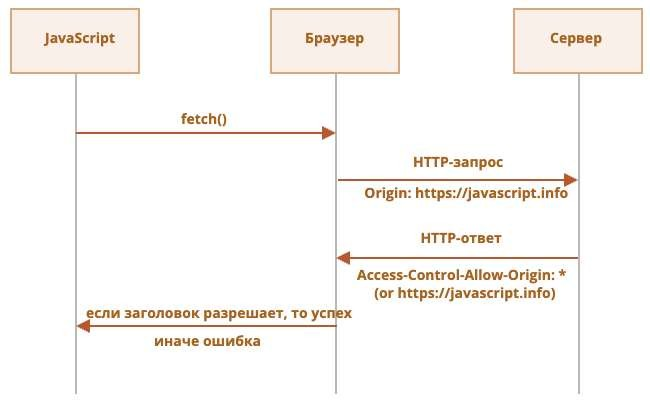 JavaScript
Браузер
Сервер
fetch()
HTTP-запрос
Origin: https://javascript.info
HTTP-ответ
Access-Control-Allow-Origin: *
(or https://javascript.info)
если заголовок разрешает, то успех
иначе ошибка